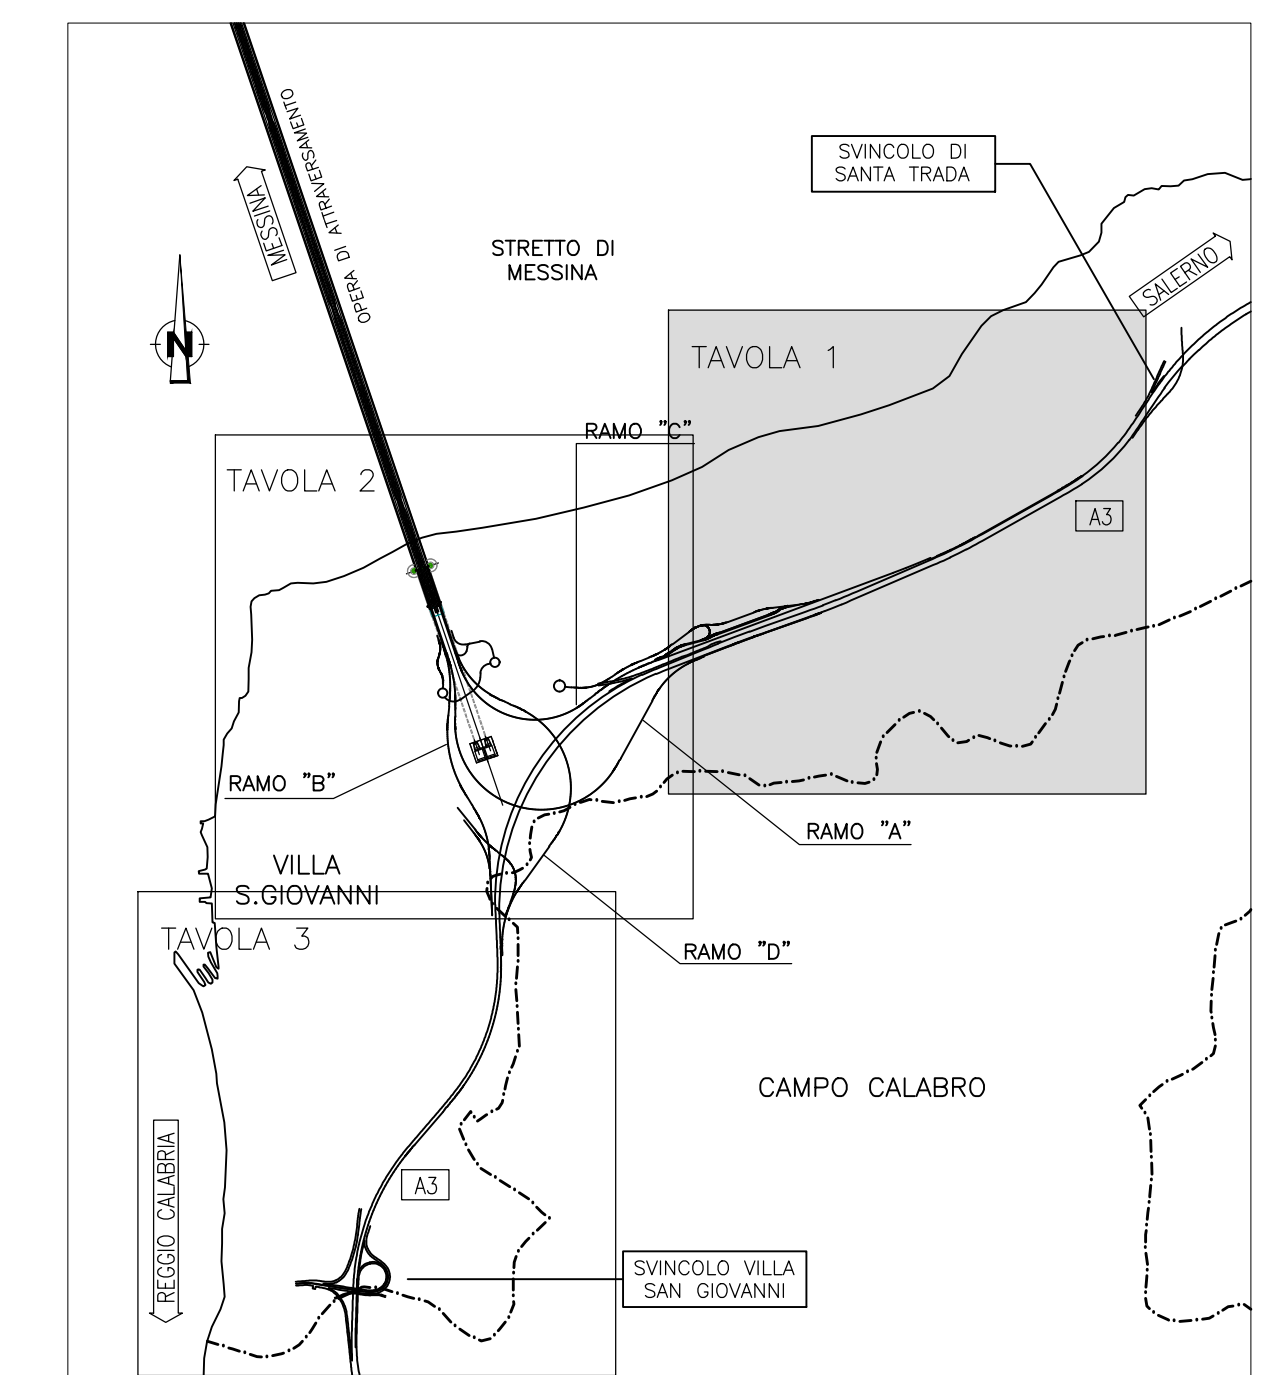 OPERA DI ATTRAVERSAMENTO
MESSINA
SVINCOLO DI
SANTA TRADA
STRETTO DI
MESSINA
SALERNO
N
TAVOLA 1
RAMO "C"
TAVOLA 2
A3
RAMO "B"
RAMO "A"
VILLA
S.GIOVANNI
TAVOLA 3
RAMO "D"
CAMPO CALABRO
REGGIO CALABRIA
A3
SVINCOLO VILLA
SAN GIOVANNI